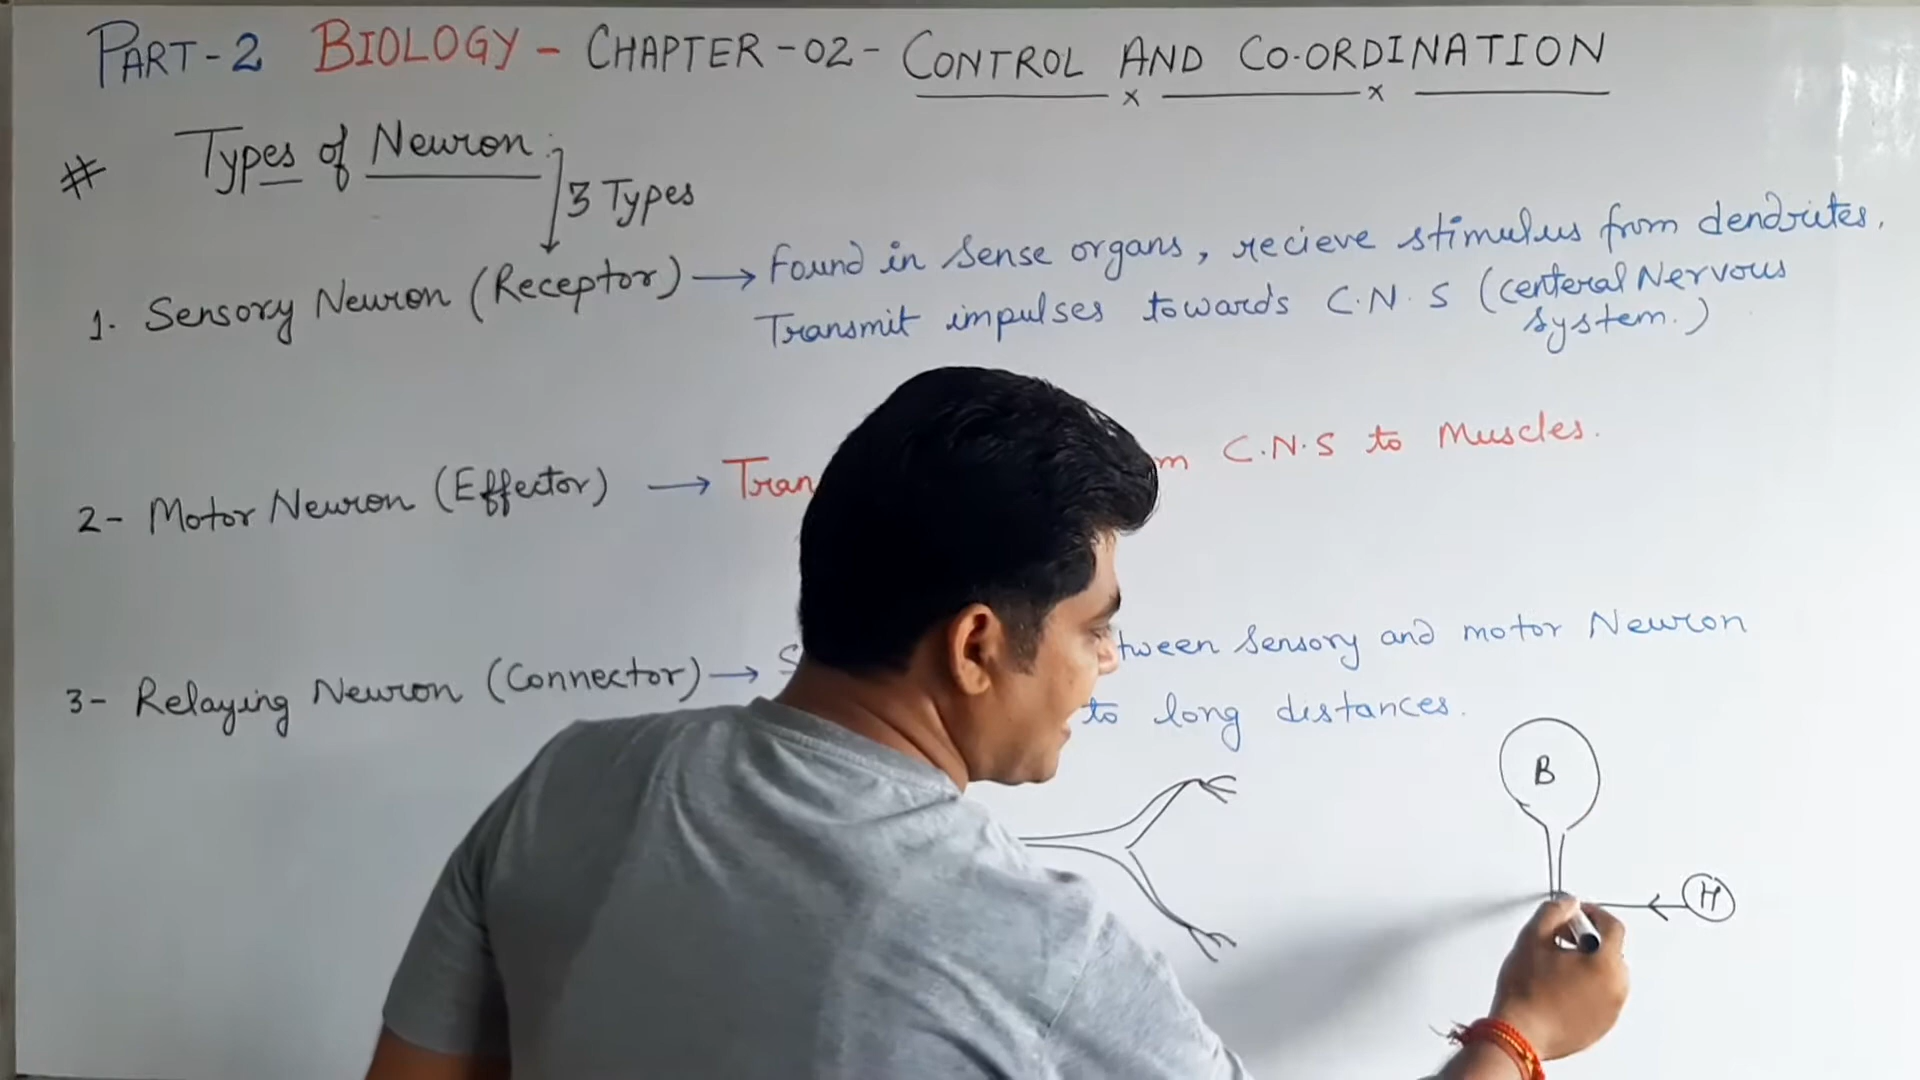 PART-2 BIOLOGY - CHAPTER-02- CONTROL AND CO-ORDINATION
# Types of Neuron :
3 Types
1. Sensory Neuron (Receptor) → Found in sense organs, recieve stimulus from dendrites.
Transmit impulses towards C.N.S (centeral Nervous
system.)
2- Motor Neuron (Effector) → Tran C.N.S to Muscles.
3- Relaying Neuron (Connector) → sensory and motor Neuron
to long distances.
B
H